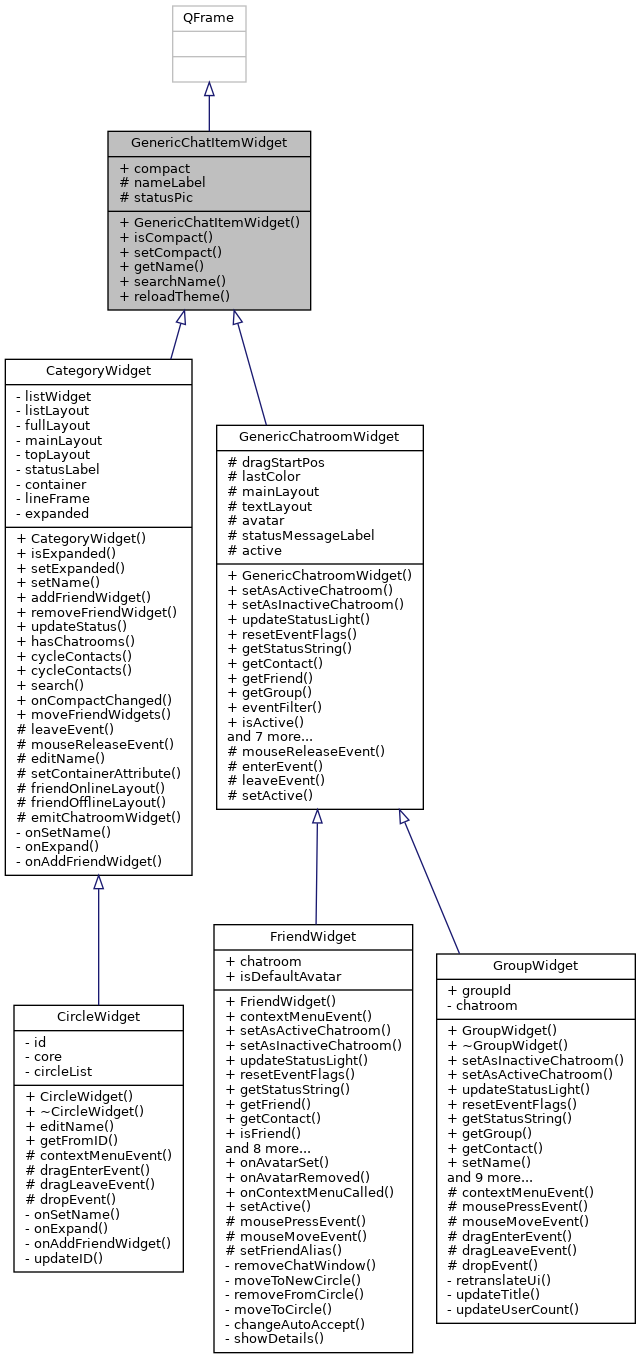 QFrame
GenericChatItemWidget
+ compact
# nameLabel
# statusPic
+ GenericChatItemWidget()
+ isCompact()
+ setCompact()
+ getName()
+ searchName()
+ reloadTheme()
CategoryWidget
- listWidget
- listLayout
- fullLayout
- mainLayout
- topLayout
- statusLabel
- container
- lineFrame
- expanded
+ CategoryWidget()
+ isExpanded()
+ setExpanded()
+ setName()
+ addFriendWidget()
+ removeFriendWidget()
+ updateStatus()
+ hasChatrooms()
+ cycleContacts()
+ cycleContacts()
+ search()
+ onCompactChanged()
+ moveFriendWidgets()
# leaveEvent()
# mouseReleaseEvent()
# editName()
# setContainerAttribute()
# friendOnlineLayout()
# friendOfflineLayout()
# emitChatroomWidget()
- onSetName()
- onExpand()
- onAddFriendWidget()
GenericChatroomWidget
# dragStartPos
# lastColor
# mainLayout
# textLayout
# avatar
# statusMessageLabel
# active
+ GenericChatroomWidget()
+ setAsActiveChatroom()
+ setAsInactiveChatroom()
+ updateStatusLight()
+ resetEventFlags()
+ getStatusString()
+ getContact()
+ getFriend()
+ getGroup()
+ eventFilter()
+ isActive()
and 7 more...
# mouseReleaseEvent()
# enterEvent()
# leaveEvent()
# setActive()
CircleWidget
- id
- core
- circleList
+ CircleWidget()
+ ~CircleWidget()
+ editName()
+ getFromID()
# contextMenuEvent()
# dragEnterEvent()
# dragLeaveEvent()
# dropEvent()
- onSetName()
- onExpand()
- onAddFriendWidget()
- updateID()
FriendWidget
+ chatroom
+ isDefaultAvatar
+ FriendWidget()
+ contextMenuEvent()
+ setAsActiveChatroom()
+ setAsInactiveChatroom()
+ updateStatusLight()
+ resetEventFlags()
+ getStatusString()
+ getFriend()
+ getContact()
+ isFriend()
and 8 more...
+ onAvatarSet()
+ onAvatarRemoved()
+ onContextMenuCalled()
+ setActive()
# mousePressEvent()
# mouseMoveEvent()
# setFriendAlias()
- removeChatWindow()
- moveToNewCircle()
- removeFromCircle()
- moveToCircle()
- changeAutoAccept()
- showDetails()
GroupWidget
+ groupId
- chatroom
+ GroupWidget()
+ ~GroupWidget()
+ setAsInactiveChatroom()
+ setAsActiveChatroom()
+ updateStatusLight()
+ resetEventFlags()
+ getStatusString()
+ getGroup()
+ getContact()
+ setName()
and 9 more...
# contextMenuEvent()
# mousePressEvent()
# mouseMoveEvent()
# dragEnterEvent()
# dragLeaveEvent()
# dropEvent()
- retranslateUi()
- updateTitle()
- updateUserCount()